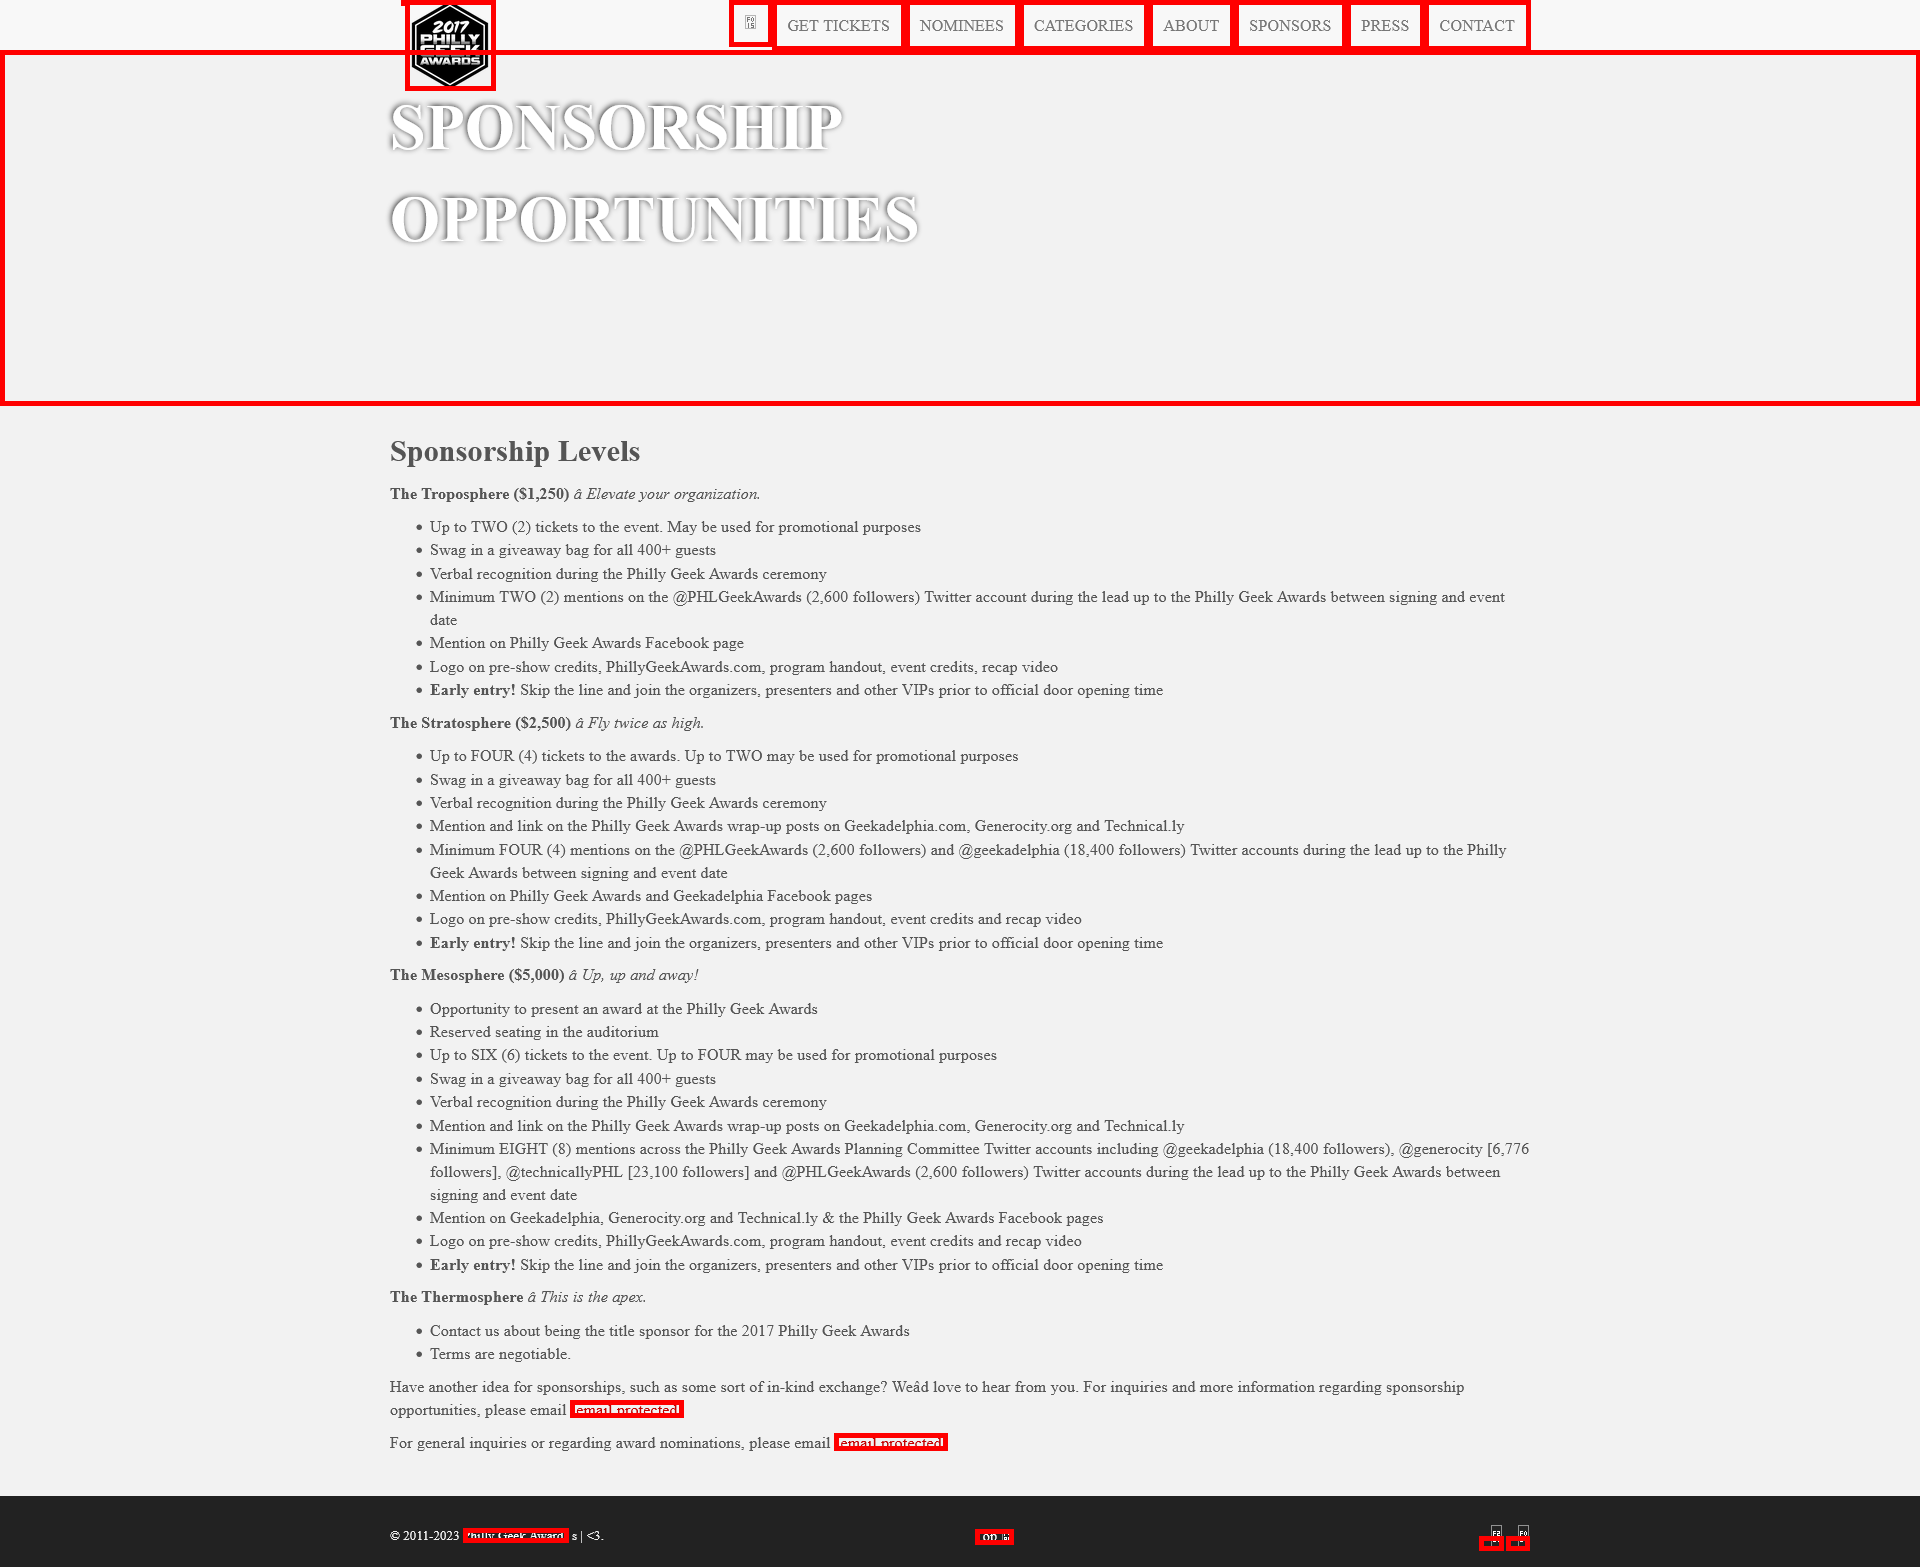 2017
PHILLY
GEEK
AWARDS
GET TICKETS
NOMINEES
CATEGORIES
ABOUT
SPONSORS
PRESS
CONTACT
SPONSORSHIP
OPPORTUNITIES
Sponsorship Levels
The Troposphere ($1,250) â Elevate your organization.
• Up to TWO (2) tickets to the event. May be used for promotional purposes
• Swag in a giveaway bag for all 400+ guests
• Verbal recognition during the Philly Geek Awards ceremony
• Minimum TWO (2) mentions on the @PHLGeekAwards (2,600 followers) Twitter account during the lead up to the Philly Geek Awards between signing and event
date
• Mention on Philly Geek Awards Facebook page
• Logo on pre-show credits, PhillyGeekAwards.com, program handout, event credits, recap video
• Early entry! Skip the line and join the organizers, presenters and other VIPs prior to official door opening time
The Stratosphere ($2,500) â Fly twice as high.
• Up to FOUR (4) tickets to the awards. Up to TWO may be used for promotional purposes
• Swag in a giveaway bag for all 400+ guests
• Verbal recognition during the Philly Geek Awards ceremony
• Mention and link on the Philly Geek Awards wrap-up posts on Geekadelphia.com, Generocity.org and Technical.ly
• Minimum FOUR (4) mentions on the @PHLGeekAwards (2,600 followers) and @geekadelphia (18,400 followers) Twitter accounts during the lead up to the Philly
Geek Awards between signing and event date
• Mention on Philly Geek Awards and Geekadelphia Facebook pages
• Logo on pre-show credits, PhillyGeekAwards.com, program handout, event credits and recap video
• Early entry! Skip the line and join the organizers, presenters and other VIPs prior to official door opening time
The Mesosphere ($5,000) â Up, up and away!
• Opportunity to present an award at the Philly Geek Awards
• Reserved seating in the auditorium
• Up to SIX (6) tickets to the event. Up to FOUR may be used for promotional purposes
• Swag in a giveaway bag for all 400+ guests
• Verbal recognition during the Philly Geek Awards ceremony
• Mention and link on the Philly Geek Awards wrap-up posts on Geekadelphia.com, Generocity.org and Technical.ly
• Minimum EIGHT (8) mentions across the Philly Geek Awards Planning Committee Twitter accounts including @geekadelphia (18,400 followers), @generocity [6,776
followers], @technicallyPHL [23,100 followers] and @PHLGeekAwards (2,600 followers) Twitter accounts during the lead up to the Philly Geek Awards between
signing and event date
• Mention on Geekadelphia, Generocity.org and Technical.ly & the Philly Geek Awards Facebook pages
• Logo on pre-show credits, PhillyGeekAwards.com, program handout, event credits and recap video
• Early entry! Skip the line and join the organizers, presenters and other VIPs prior to official door opening time
The Thermosphere â This is the apex.
• Contact us about being the title sponsor for the 2017 Philly Geek Awards
• Terms are negotiable.
Have another idea for sponsorships, such as some sort of in-kind exchange? Weâd love to hear from you. For inquiries and more information regarding sponsorship
opportunities, please email email protected
For general inquiries or regarding award nominations, please email email protected
© 2011-2023 Philly Geek Award s | <3.